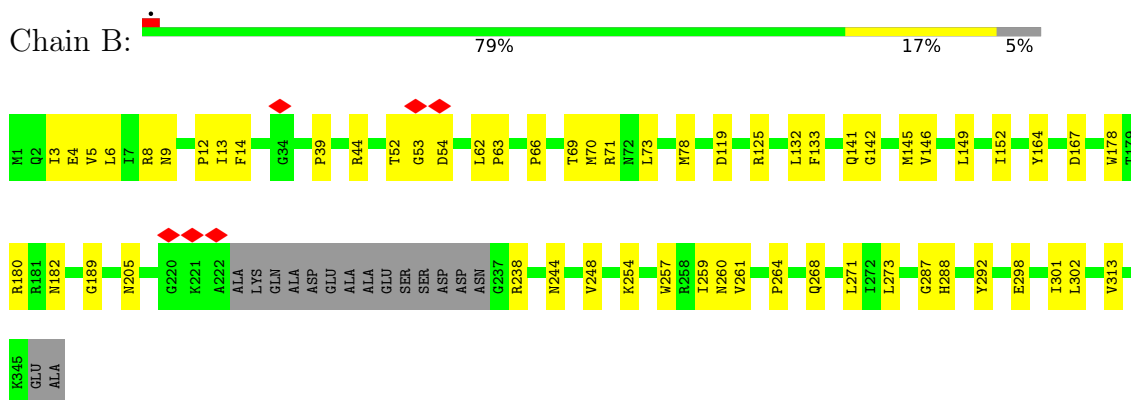 Chain B:
79% 17% 5%
M1 Q2 I3 E4 V5 L6 I7 R8 N9 P12 I13 F14 G34 P39 R44 T52 G53 D54 L62 P63 P66 T69 M70 R71 N72 L73 M78 D119 R125 L132 F133 Q141 G142 M145 V146 L149 I152 Y164 D167 W178 T179
R180 R181 N182 G189 N205 G220 K221 A222 ALA LYS GLN ALA ASP GLU ALA ALA GLU SER SER ASP ASP ASN G237 R238 N244 V248 K254 W257 R258 I259 N260 V261 P264 Q268 L271 I272 L273 G287 H288 Y292 E298 I301 L302 V313
K345 GLU ALA